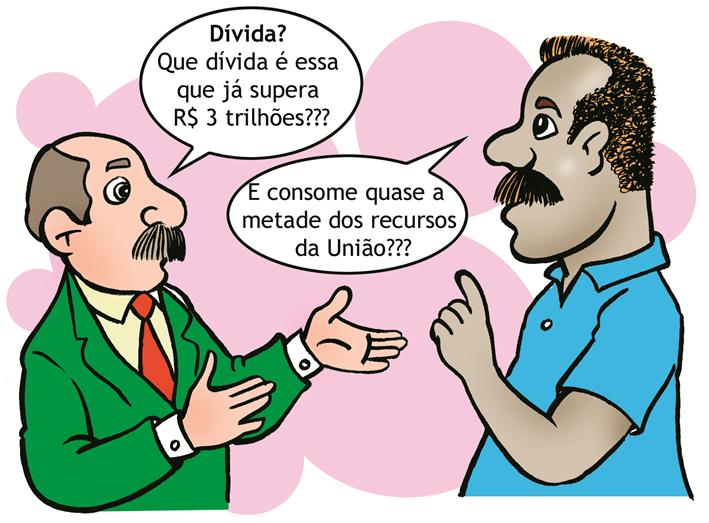 Dívida?
Que dívida é essa
que já supera
R$ 3 trilhões???
E consome quase a
metade dos recursos
da União???